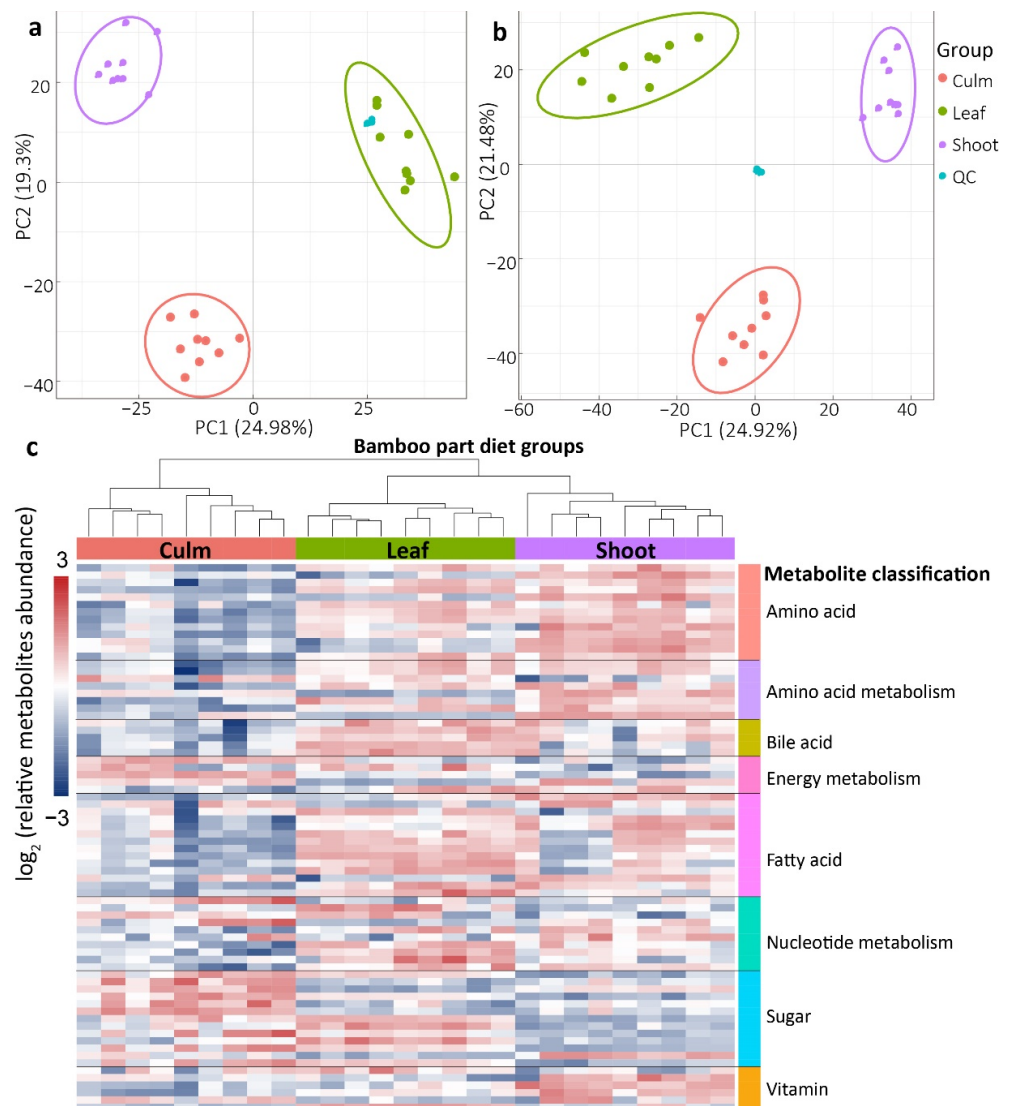 a
20
0
−20
−40
PC2 (19.3%)
−25
0
25
PC1 (24.98%)
b
20
0
−20
−40
PC2 (21.48%)
−60
−40
−20
0
20
40
PC1 (24.92%)
Group
Culm
Leaf
Shoot
QC
c
Bamboo part diet groups
Culm
Leaf
Shoot
3
−3
log2 (relative metabolites abundance)
Metabolite classification
Amino acid
Amino acid metabolism
Bile acid
Energy metabolism
Fatty acid
Nucleotide metabolism
Sugar
Vitamin